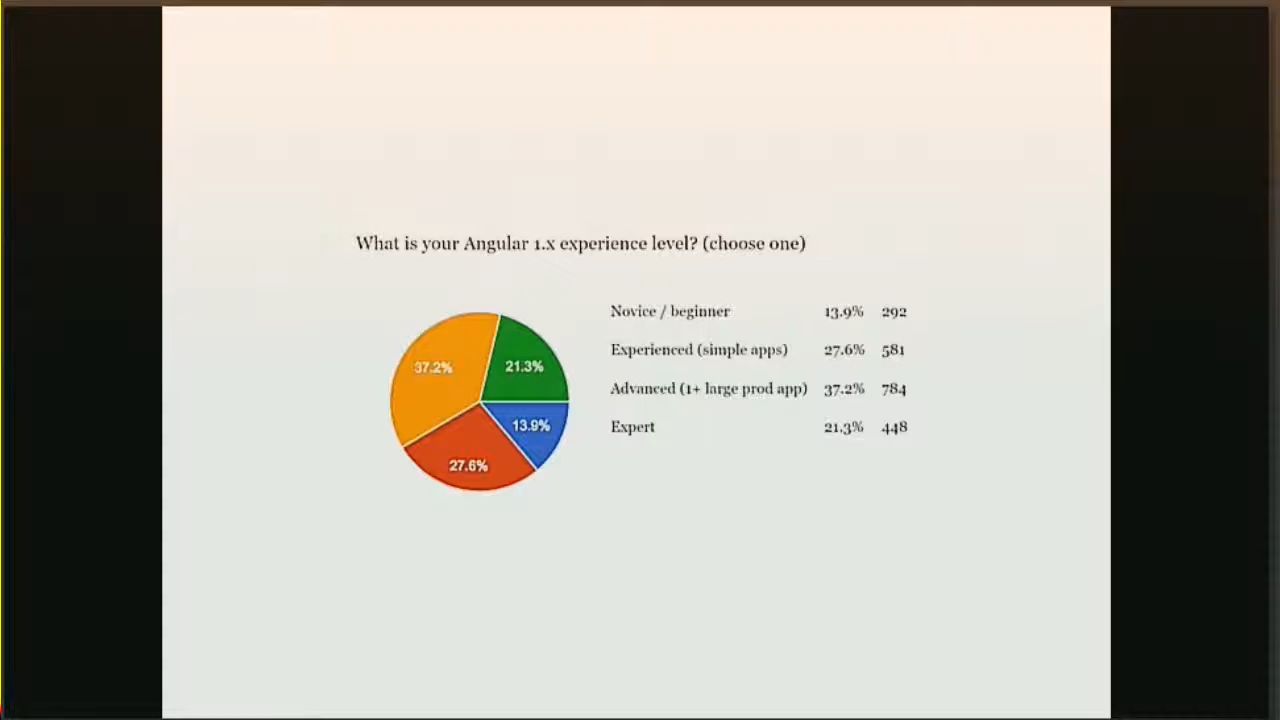 What is your Angular 1.x experience level? (choose one)
Novice / beginner 13.9% 292
Experienced (simple apps) 27.6% 581
Advanced (1+ large prod app) 37.2% 784
Expert 21.3% 448
37.2%
21.3%
13.9%
27.6%